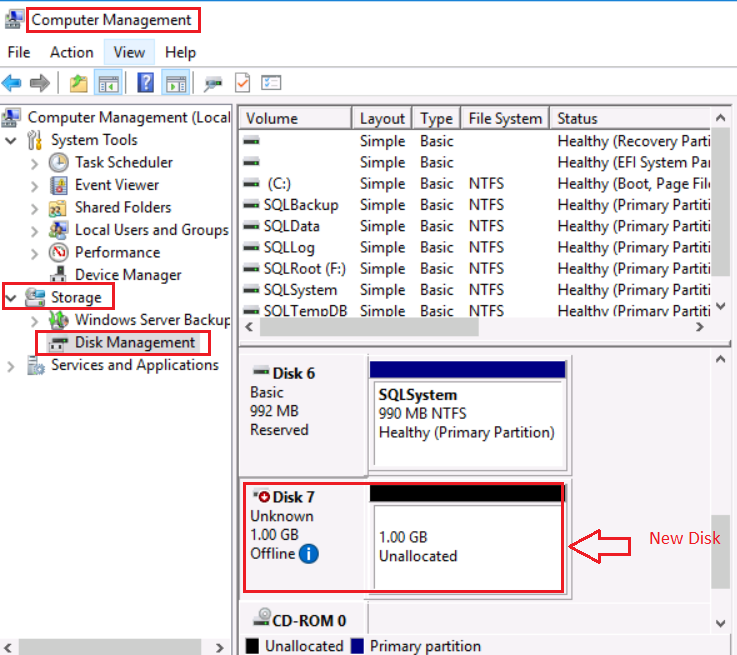 Computer Management
File Action View Help
Computer Management (Local
System Tools
Task Scheduler
Event Viewer
Shared Folders
Local Users and Groups
Performance
Device Manager
Storage
Windows Server Backup
Disk Management
Services and Applications
Volume Layout Type File System Status
Simple Basic Healthy (Recovery Parti
Simple Basic Healthy (EFI System Pa
(C:) Simple Basic NTFS Healthy (Boot, Page File
SQLBackup Simple Basic NTFS Healthy (Primary Partiti
SQLData Simple Basic NTFS Healthy (Primary Partiti
SQLLog Simple Basic NTFS Healthy (Primary Partiti
SQLRoot (F:) Simple Basic NTFS Healthy (Primary Partiti
SQLSystem Simple Basic NTFS Healthy (Primary Partiti
SQLTempDB Simple Basic NTFS Healthy (Primary Partiti
Disk 6
Basic
992 MB
Reserved
SQLSystem
990 MB NTFS
Healthy (Primary Partition)
Disk 7
Unknown
1.00 GB
Offline
1.00 GB
Unallocated
New Disk
CD-ROM 0
Unallocated Primary partition